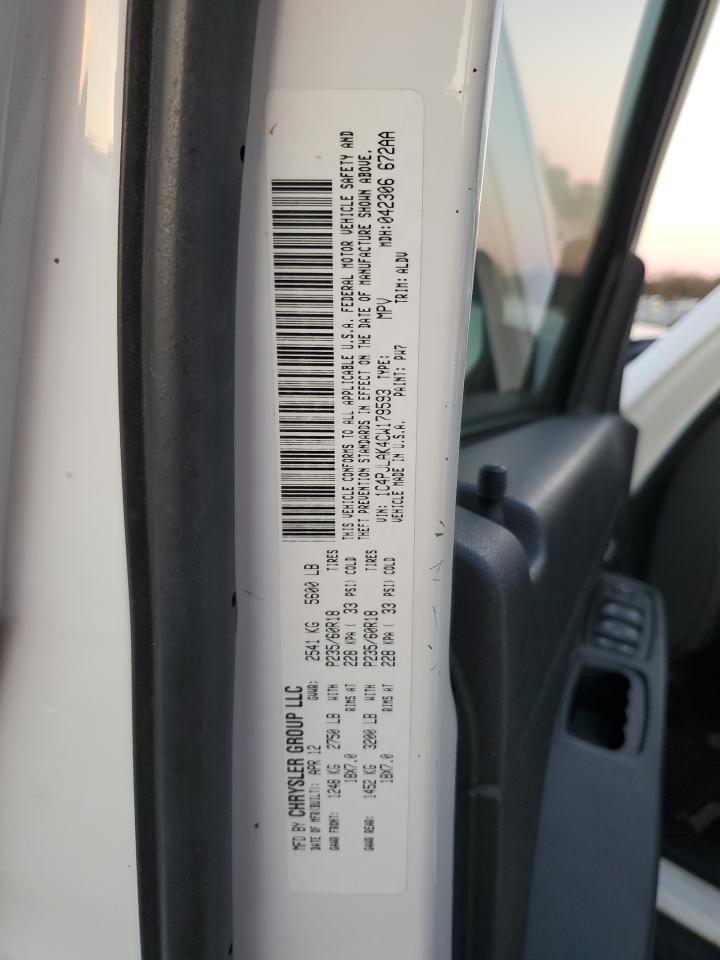 MFD BY CHRYSLER GROUP LLC
DATE OF MFR(BUILT): APR 12 GVWR: 2541 KG 5600 LB
GAWR FRONT: 1248 KG 2750 LB WITH P235/60R18 TIRES
18X7.0 RIMS AT 228 KPA ( 33 PSI) COLD
GAWR REAR: 1452 KG 3200 LB WITH P235/60R18 TIRES
18X7.0 RIMS AT 228 KPA ( 33 PSI) COLD
THIS VEHICLE CONFORMS TO ALL APPLICABLE U.S.A. FEDERAL MOTOR VEHICLE SAFETY AND
THEFT PREVENTION STANDARDS IN EFFECT ON THE DATE OF MANUFACTURE SHOWN ABOVE.
VIN: 1C4PJLAK4CW179593 TYPE: MPV MDH:042306 672AA
VEHICLE MADE IN U.S.A. PAINT: PW7 TRIM: ALDV